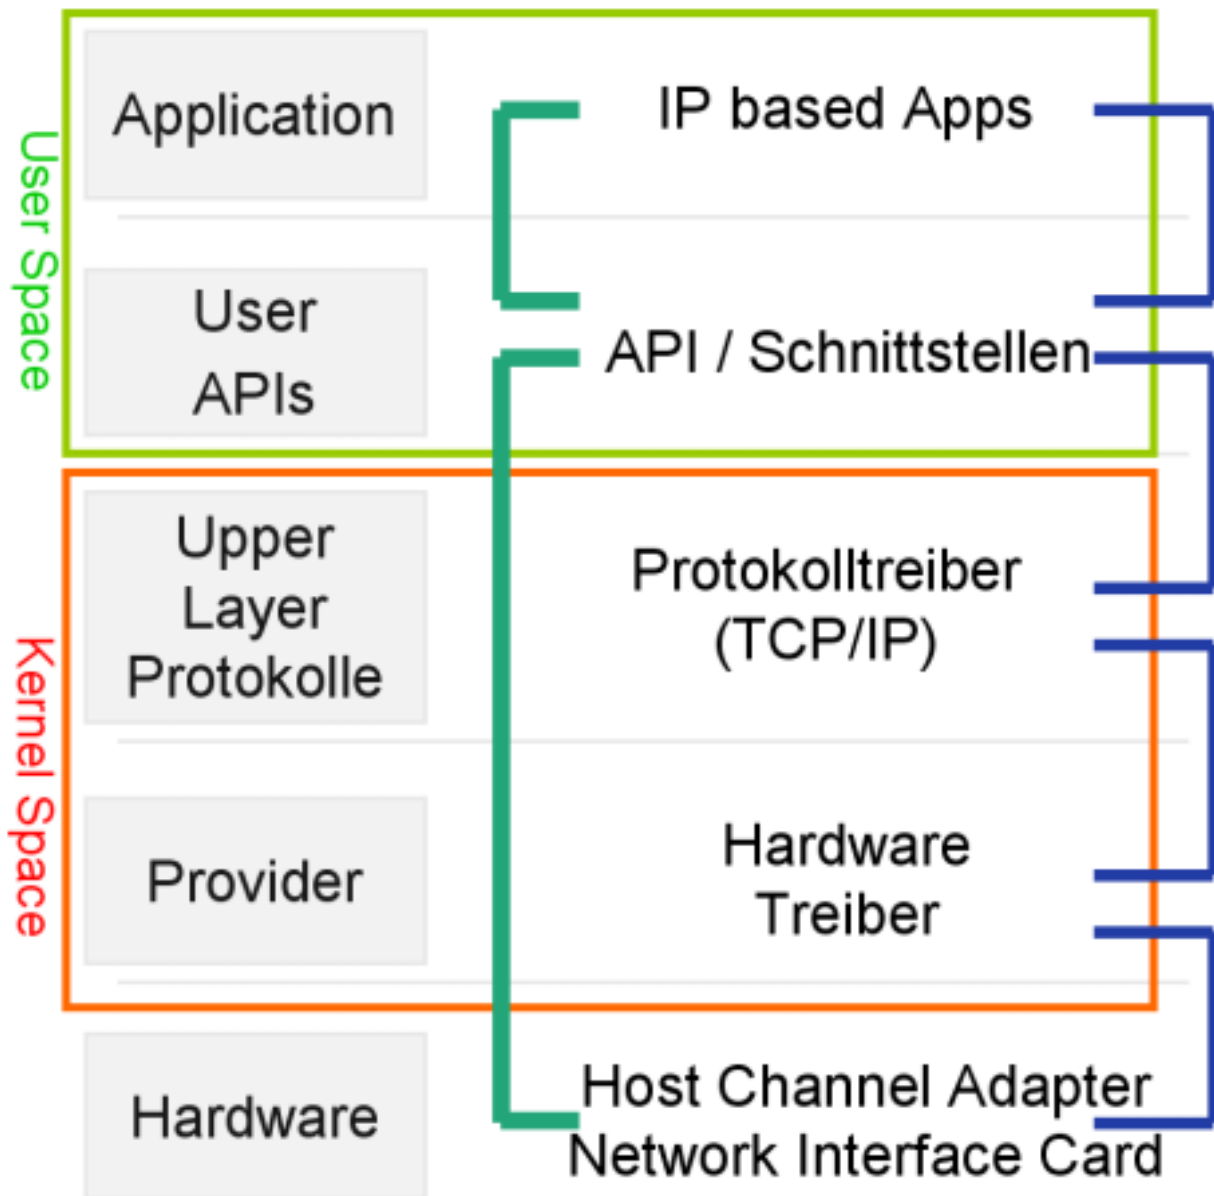 User Space
Application
IP based Apps
User
APIs
API / Schnittstellen
Kernel Space
Upper
Layer
Protokolle
Protokolltreiber
(TCP/IP)
Provider
Hardware
Treiber
Hardware
Host Channel Adapter
Network Interface Card